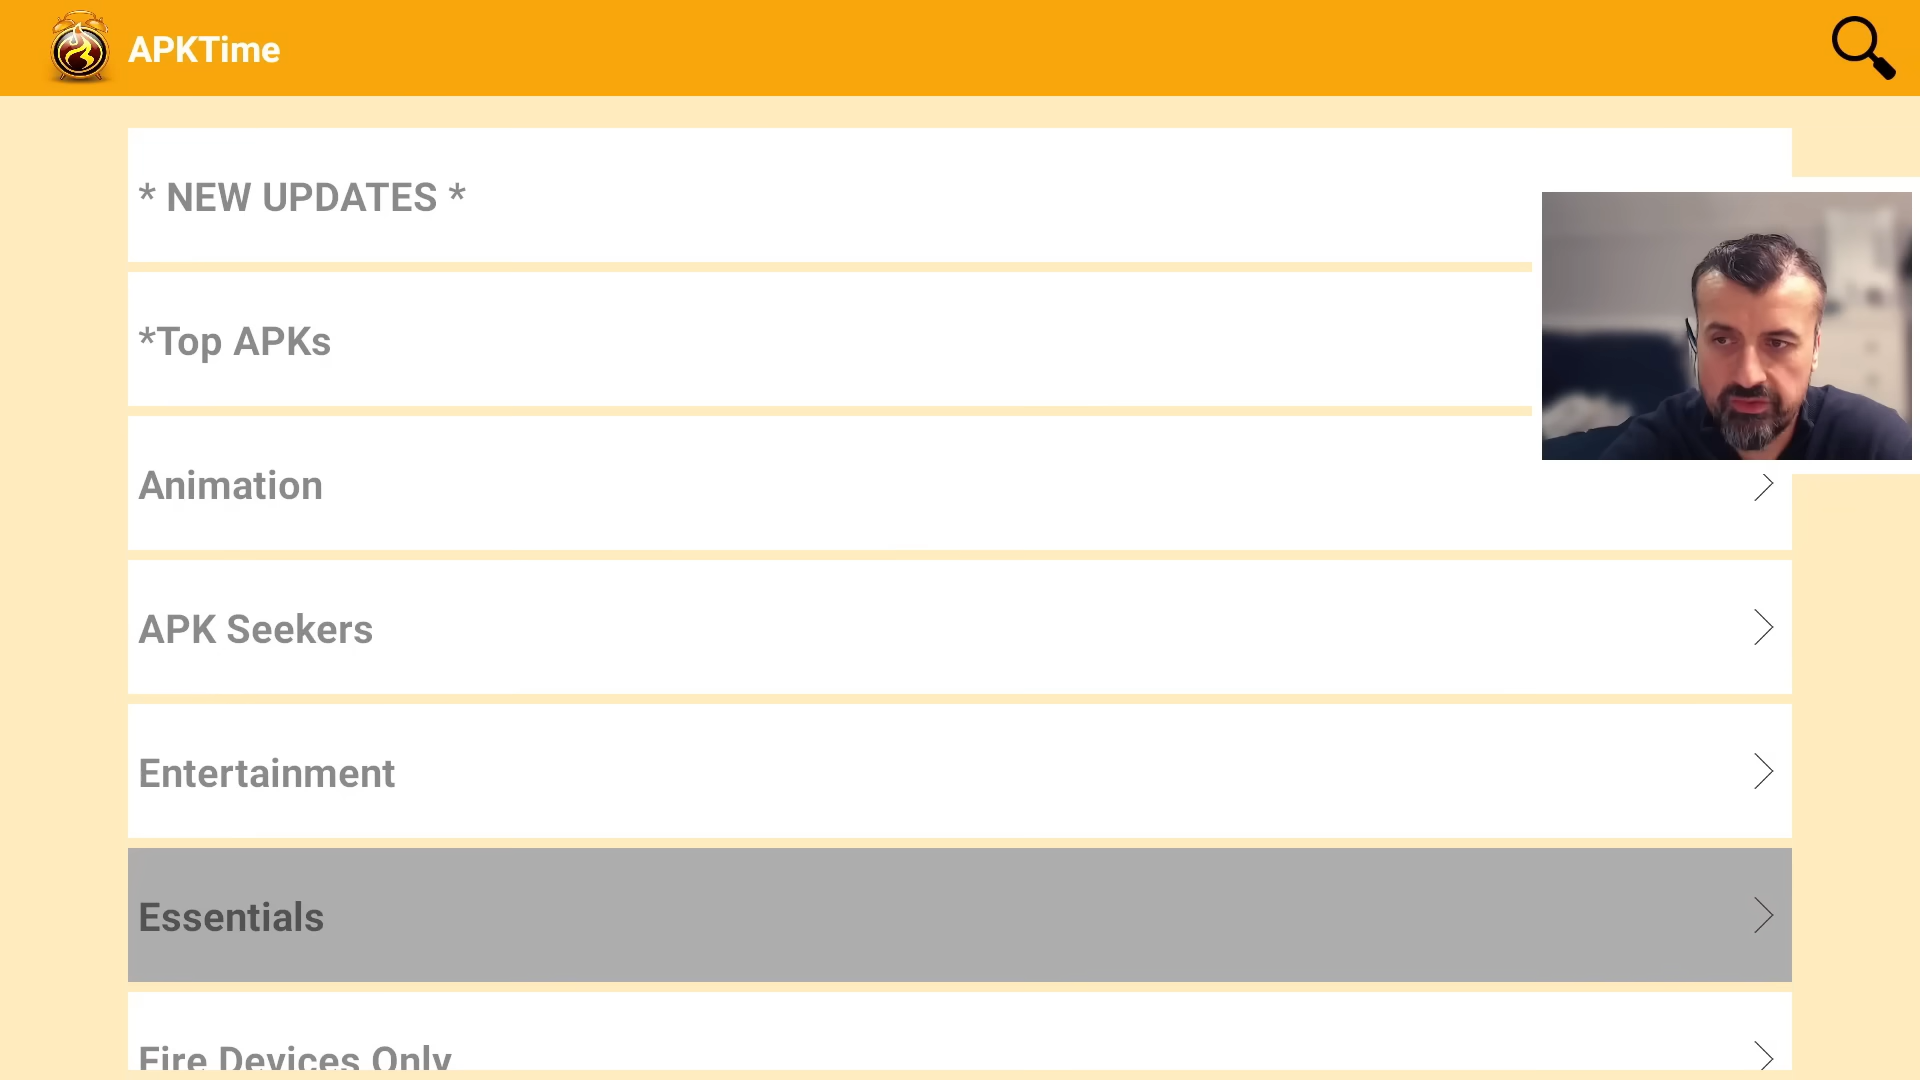 APKTime
* NEW UPDATES *
*Top APKs
Animation
APK Seekers
Entertainment
Essentials
Fire Devices Only